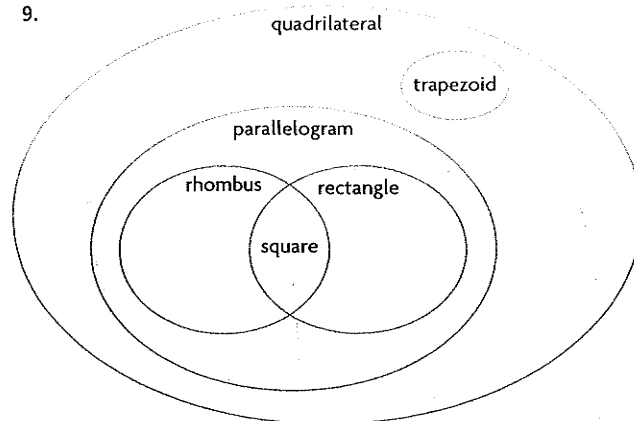 9.
quadrilateral
trapezoid
parallelogram
rhombus rectangle
square